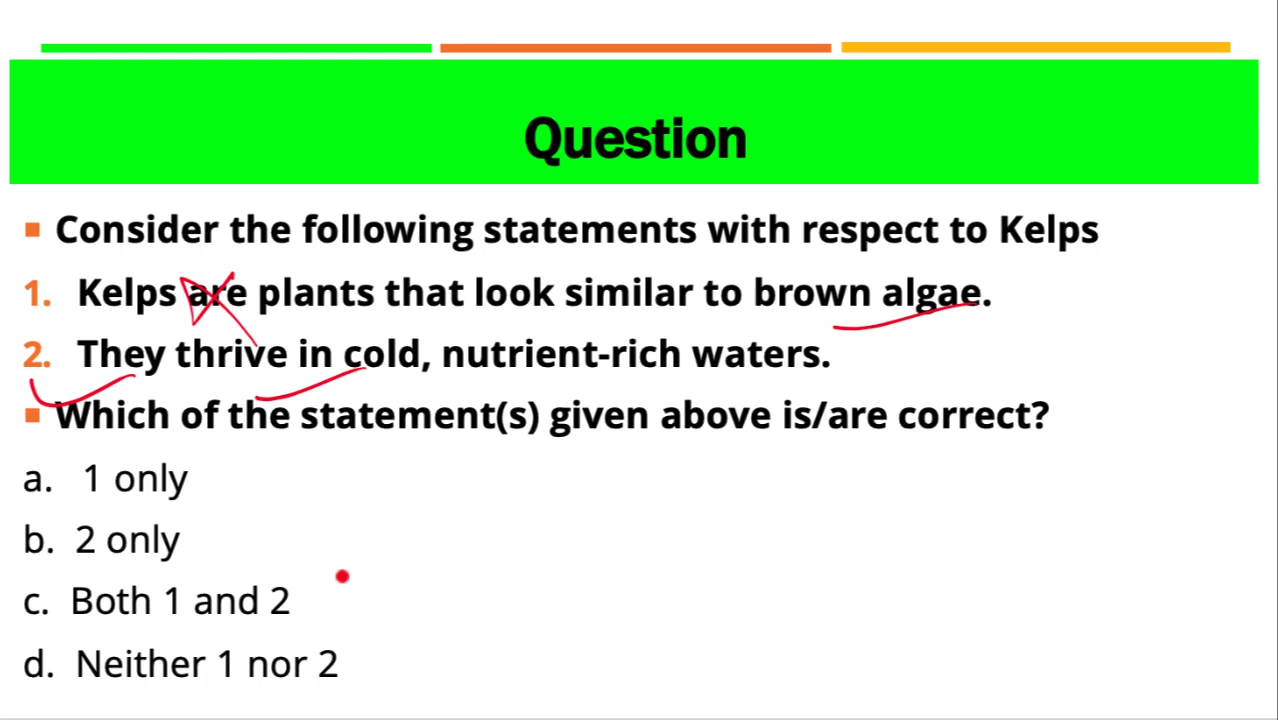 Question
Consider the following statements with respect to Kelps
1. Kelps are plants that look similar to brown algae.
2. They thrive in cold, nutrient-rich waters.
Which of the statement(s) given above is/are correct?
a. 1 only
b. 2 only
c. Both 1 and 2
d. Neither 1 nor 2